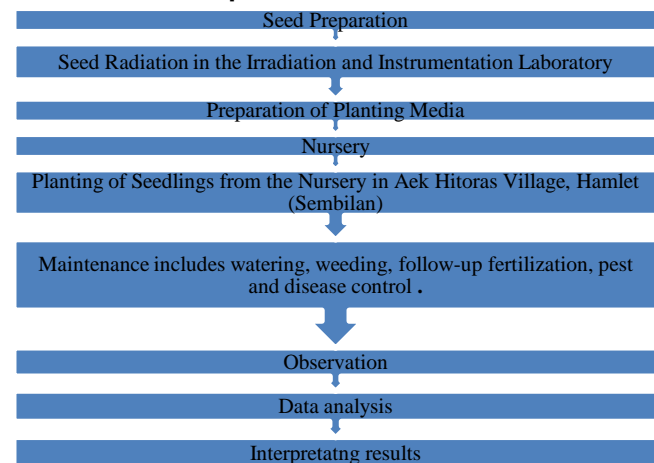 Seed Preparation
Seed Radiation in the Irradiation and Instrumentation Laboratory
Preparation of Planting Media
Nursery
Planting of Seedlings from the Nursery in Aek Hitoras Village, Hamlet
(Sembilan)
Maintenance includes watering, weeding, follow-up fertilization, pest
and disease control .
Observation
Data analysis
Interpretatng results